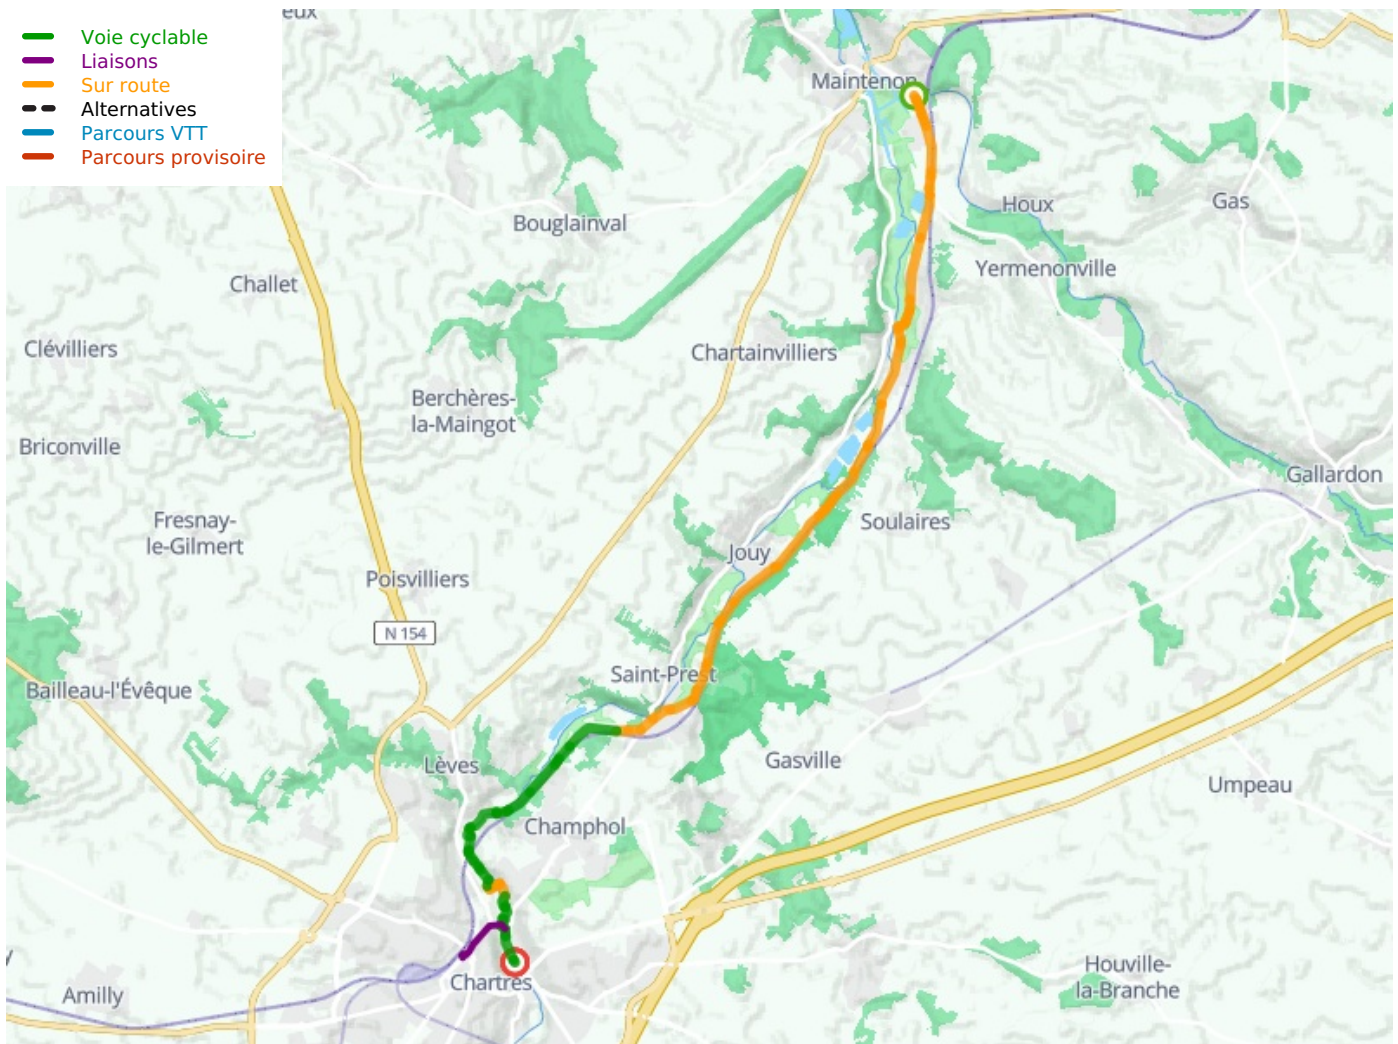 eux
Voie cyclable
Liaisons
Sur route
Alternatives
Parcours VTT
Parcours provisoire
Maintenon
Bouglainval
Houx
Gas
Challet
Yermenonville
Clévilliers
Chartainvilliers
Berchères-
la-Maingot
Briconville
Gallardon
Fresnay-
le-Gilmert
Soulaires
Jouy
Poisvilliers
N 154
Saint-Prest
Bailleau-l'Évêque
Lèves
Gasville
Umpeau
Champhol
Chartres
Houville-
la-Branche
Amilly